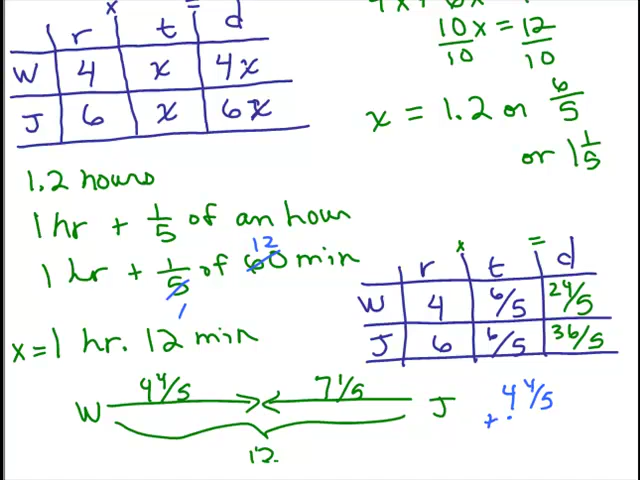 r x t = d
W 4 x 4x
J 6 x 6x
10x = 12
10 10
x = 1.2 or 6/5
or 1 1/5
1.2 hours
1 hr + 1/5 of an hour
12
1 hr + 1/5 of 60 min
1
x = 1 hr. 12 min
r x t = d
W 4 6/5 24/5
J 6 6/5 36/5
W 4 4/5 7 1/5 J
12.
4 4/5
+